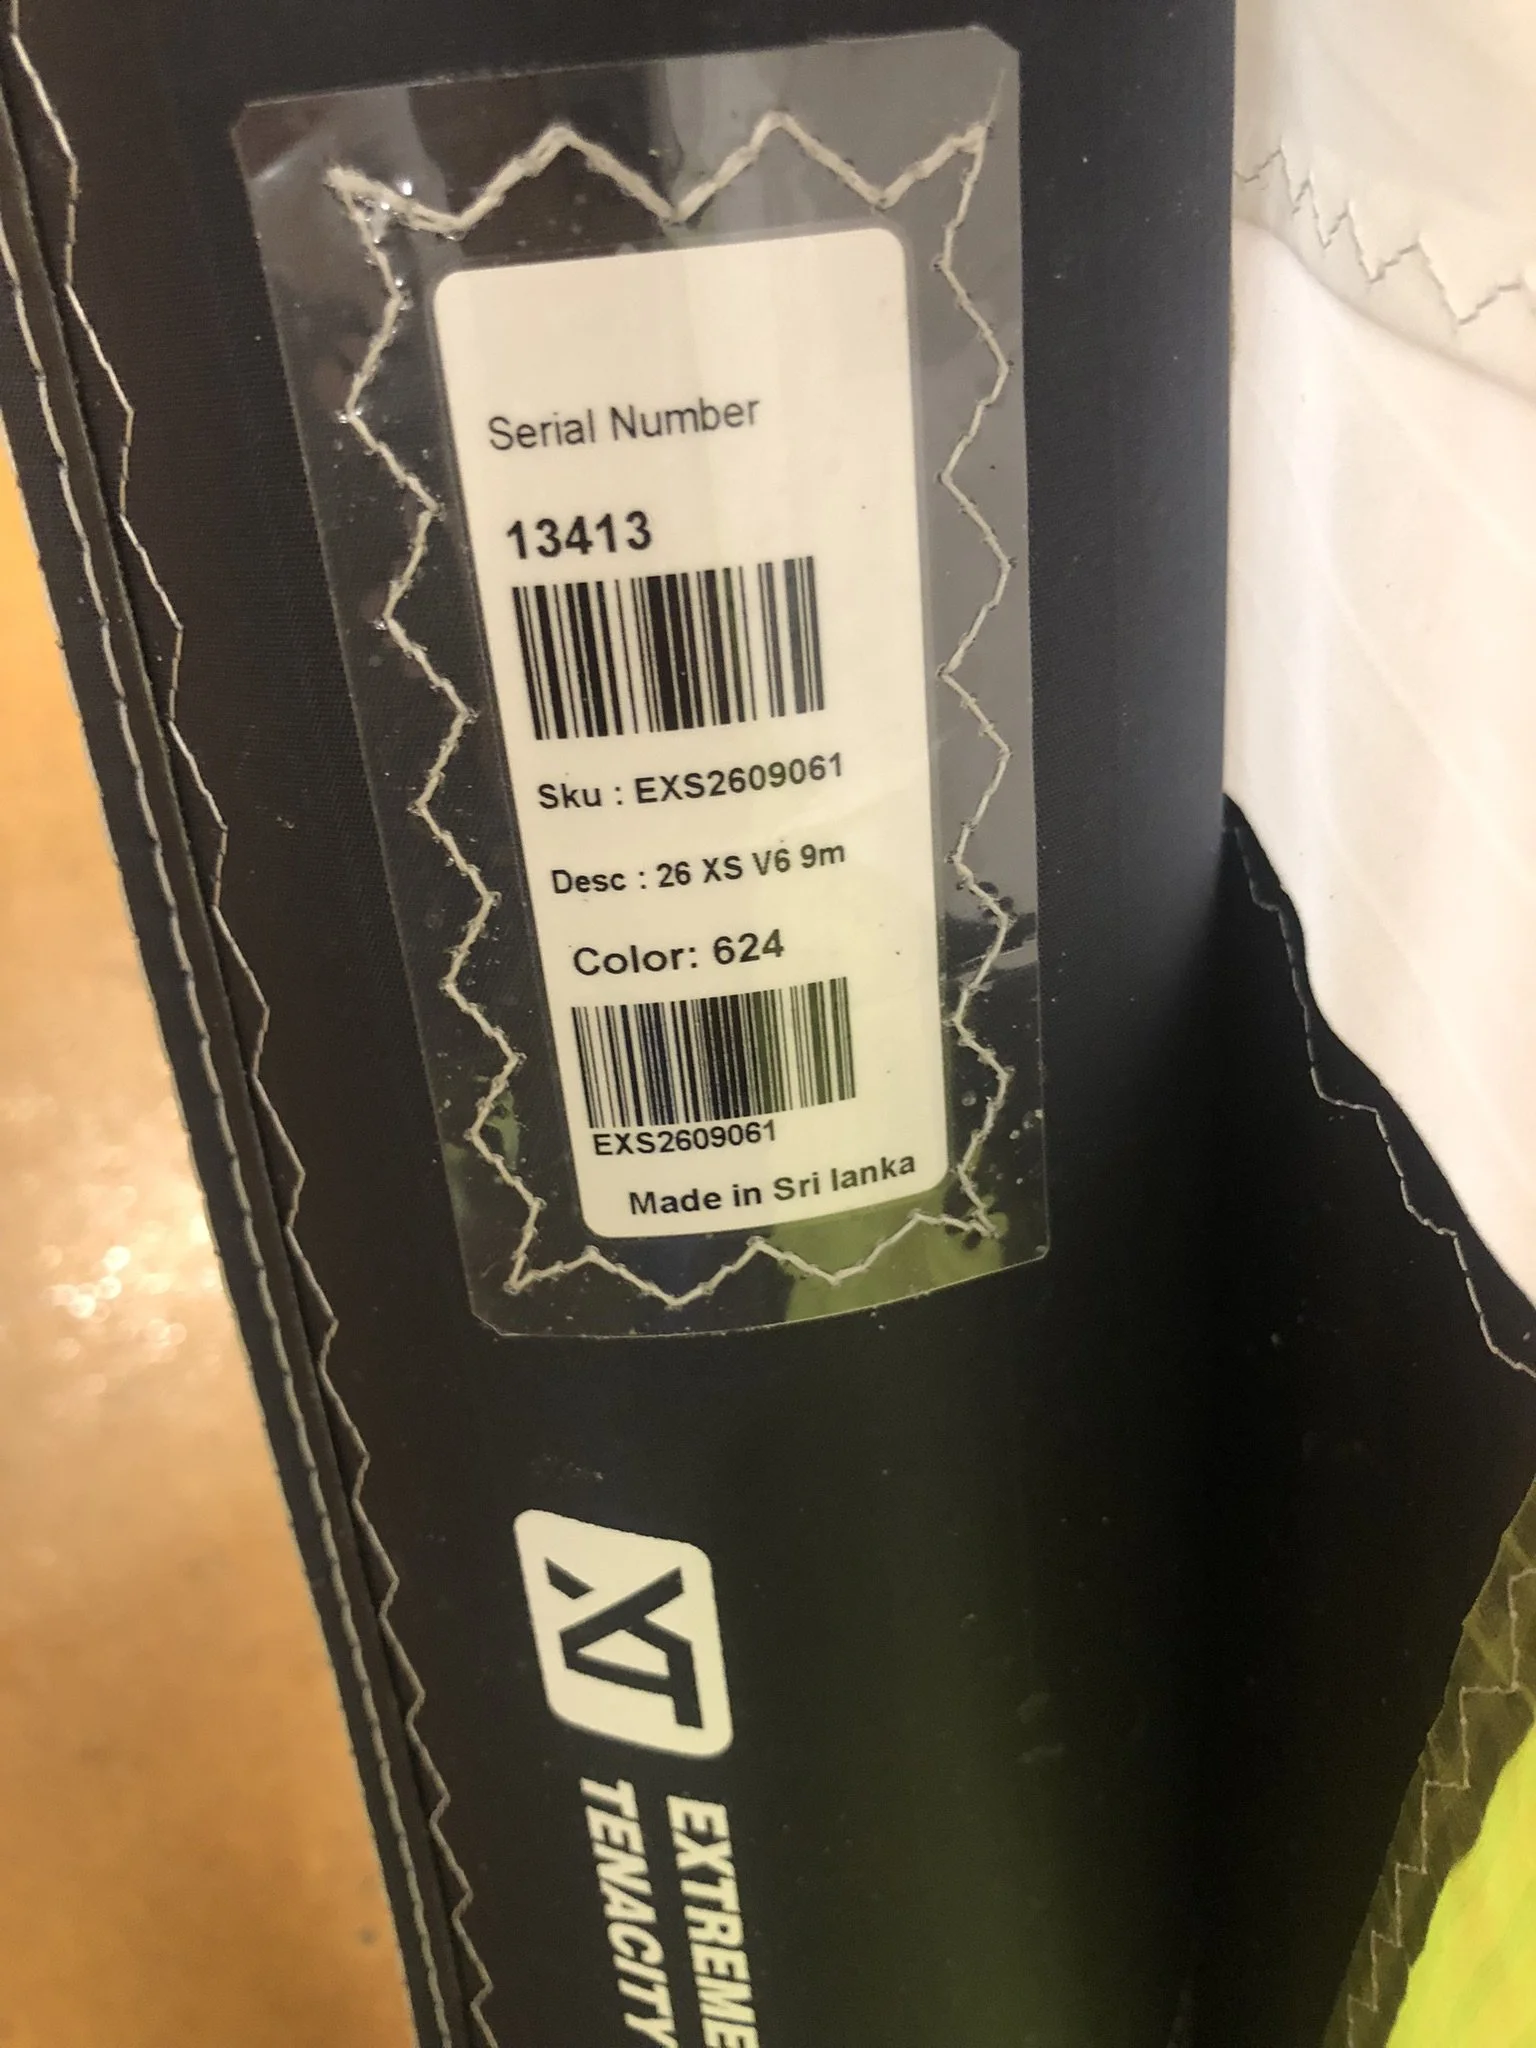 Serial Number
13413
Sku : EXS2609061
Desc : 26 XS V6 9m
Color: 624
EXS2609061
Made in Sri lanka
XT
EXTREME
TENACITY